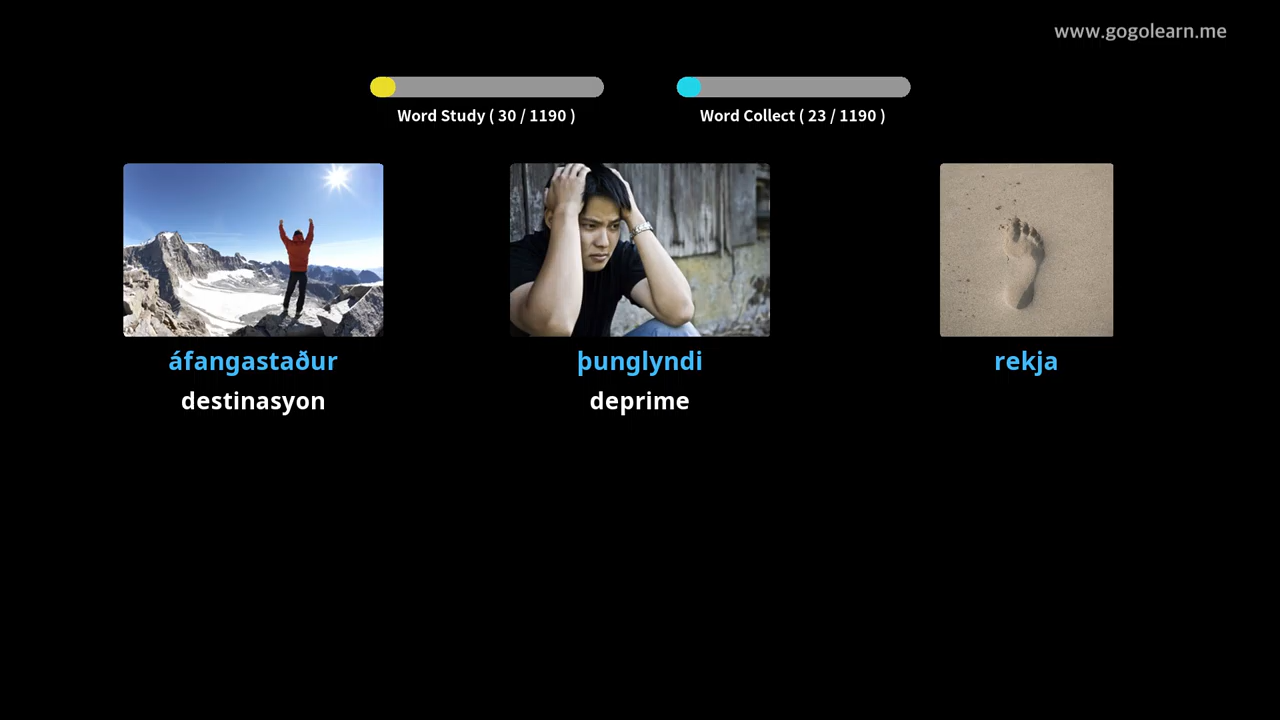 www.gogolearn.me
Word Study ( 30 / 1190 )
Word Collect ( 23 / 1190 )
áfangastaður
þunglyndi
rekja
destinasyon
deprime